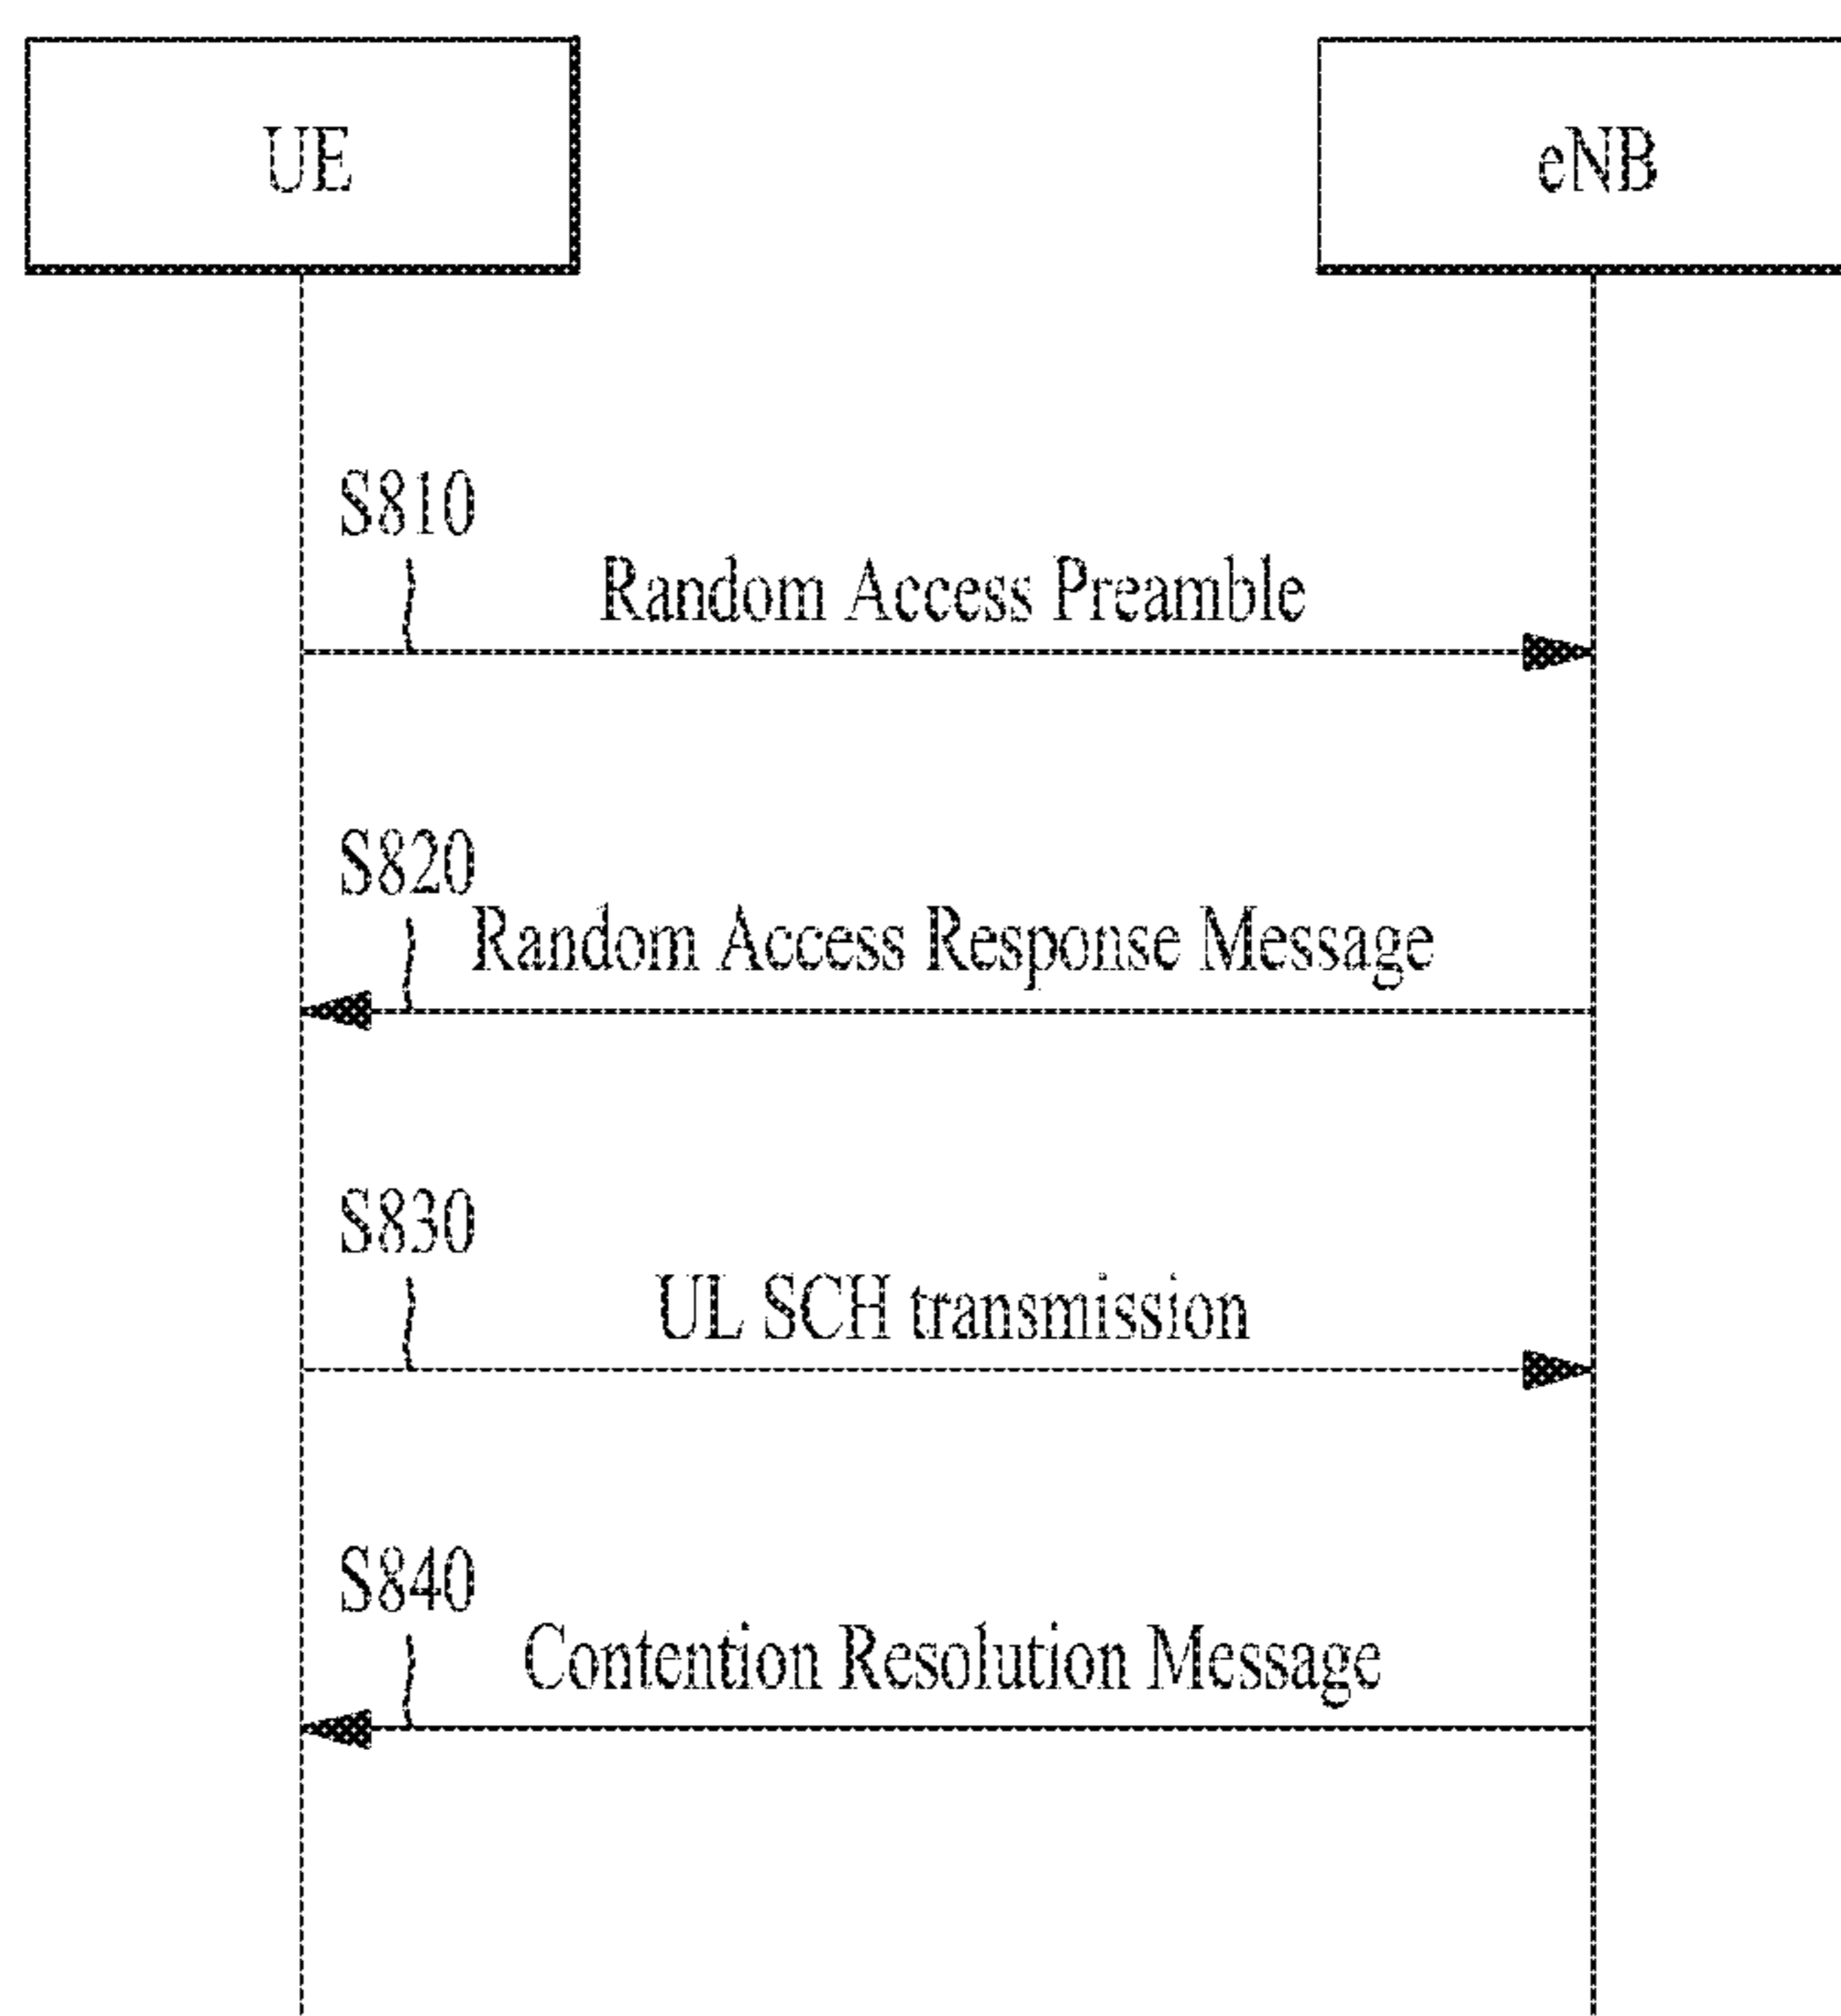 UE
eNB
S810
Random Access Preamble
S820
Random Access Response Message
S830
UL SCH transmission
S840
Contention Resolution Message